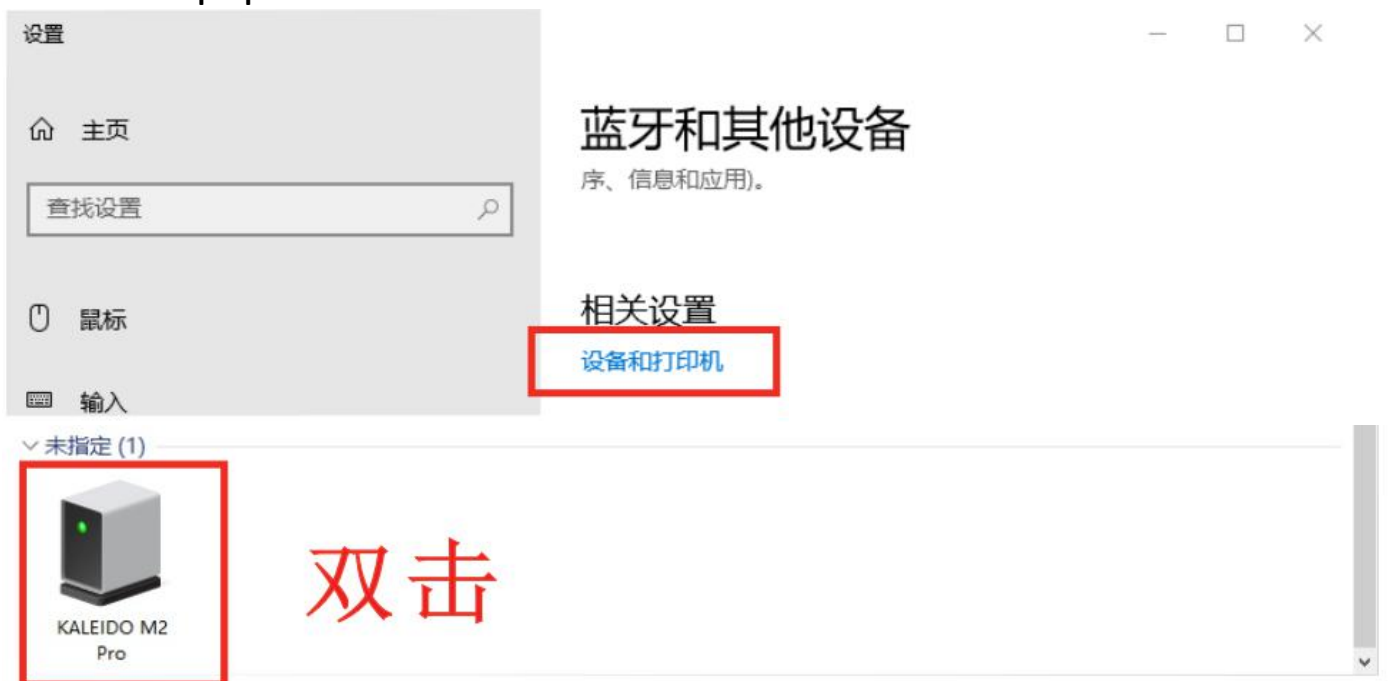 设置
主页
蓝牙和其他设备
序、信息和应用)。
查找设置
鼠标
相关设置
设备和打印机
输入
未指定 (1)
双击
KALEIDO M2
Pro